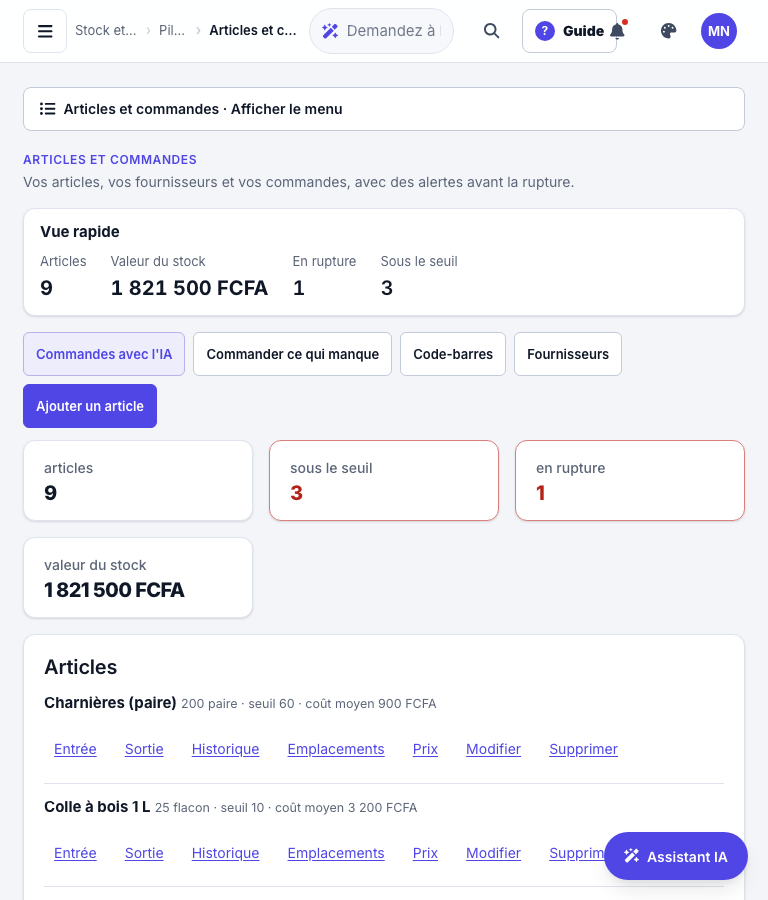 Stock et... › Pil... › Articles et c... Demandez à ? Guide MN
Articles et commandes · Afficher le menu
ARTICLES ET COMMANDES
Vos articles, vos fournisseurs et vos commandes, avec des alertes avant la rupture.
Vue rapide
Articles Valeur du stock En rupture Sous le seuil
9 1 821 500 FCFA 1 3
Commandes avec l'IA Commander ce qui manque Code-barres Fournisseurs
Ajouter un article
articles sous le seuil en rupture
9 3 1
valeur du stock
1 821 500 FCFA
Articles
Charnières (paire) 200 paire · seuil 60 · coût moyen 900 FCFA
Entrée Sortie Historique Emplacements Prix Modifier Supprimer
Colle à bois 1 L 25 flacon · seuil 10 · coût moyen 3 200 FCFA
Entrée Sortie Historique Emplacements Prix Modifier Supprim
Assistant IA